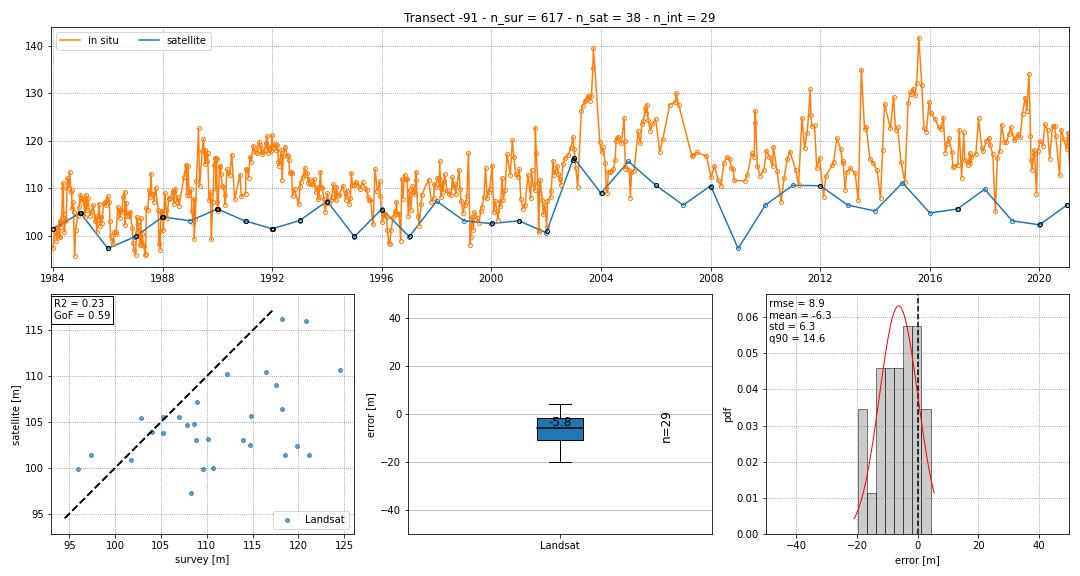 Transect -91 - n_sur = 617 - n_sat = 38 - n_int = 29
in situ
satellite
140
130
120
110
100
1984
1988
1992
1996
2000
2004
2008
2012
2016
2020
R2 = 0.23
GoF = 0.59
satellite [m]
115
110
105
100
95
95
100
105
110
115
120
125
survey [m]
Landsat
error [m]
40
20
0
−20
−40
-5.8
n=29
Landsat
rmse = 8.9
mean = -6.3
std = 6.3
q90 = 14.6
pdf
0.06
0.05
0.04
0.03
0.02
0.01
0.00
−40
−20
0
20
40
error [m]